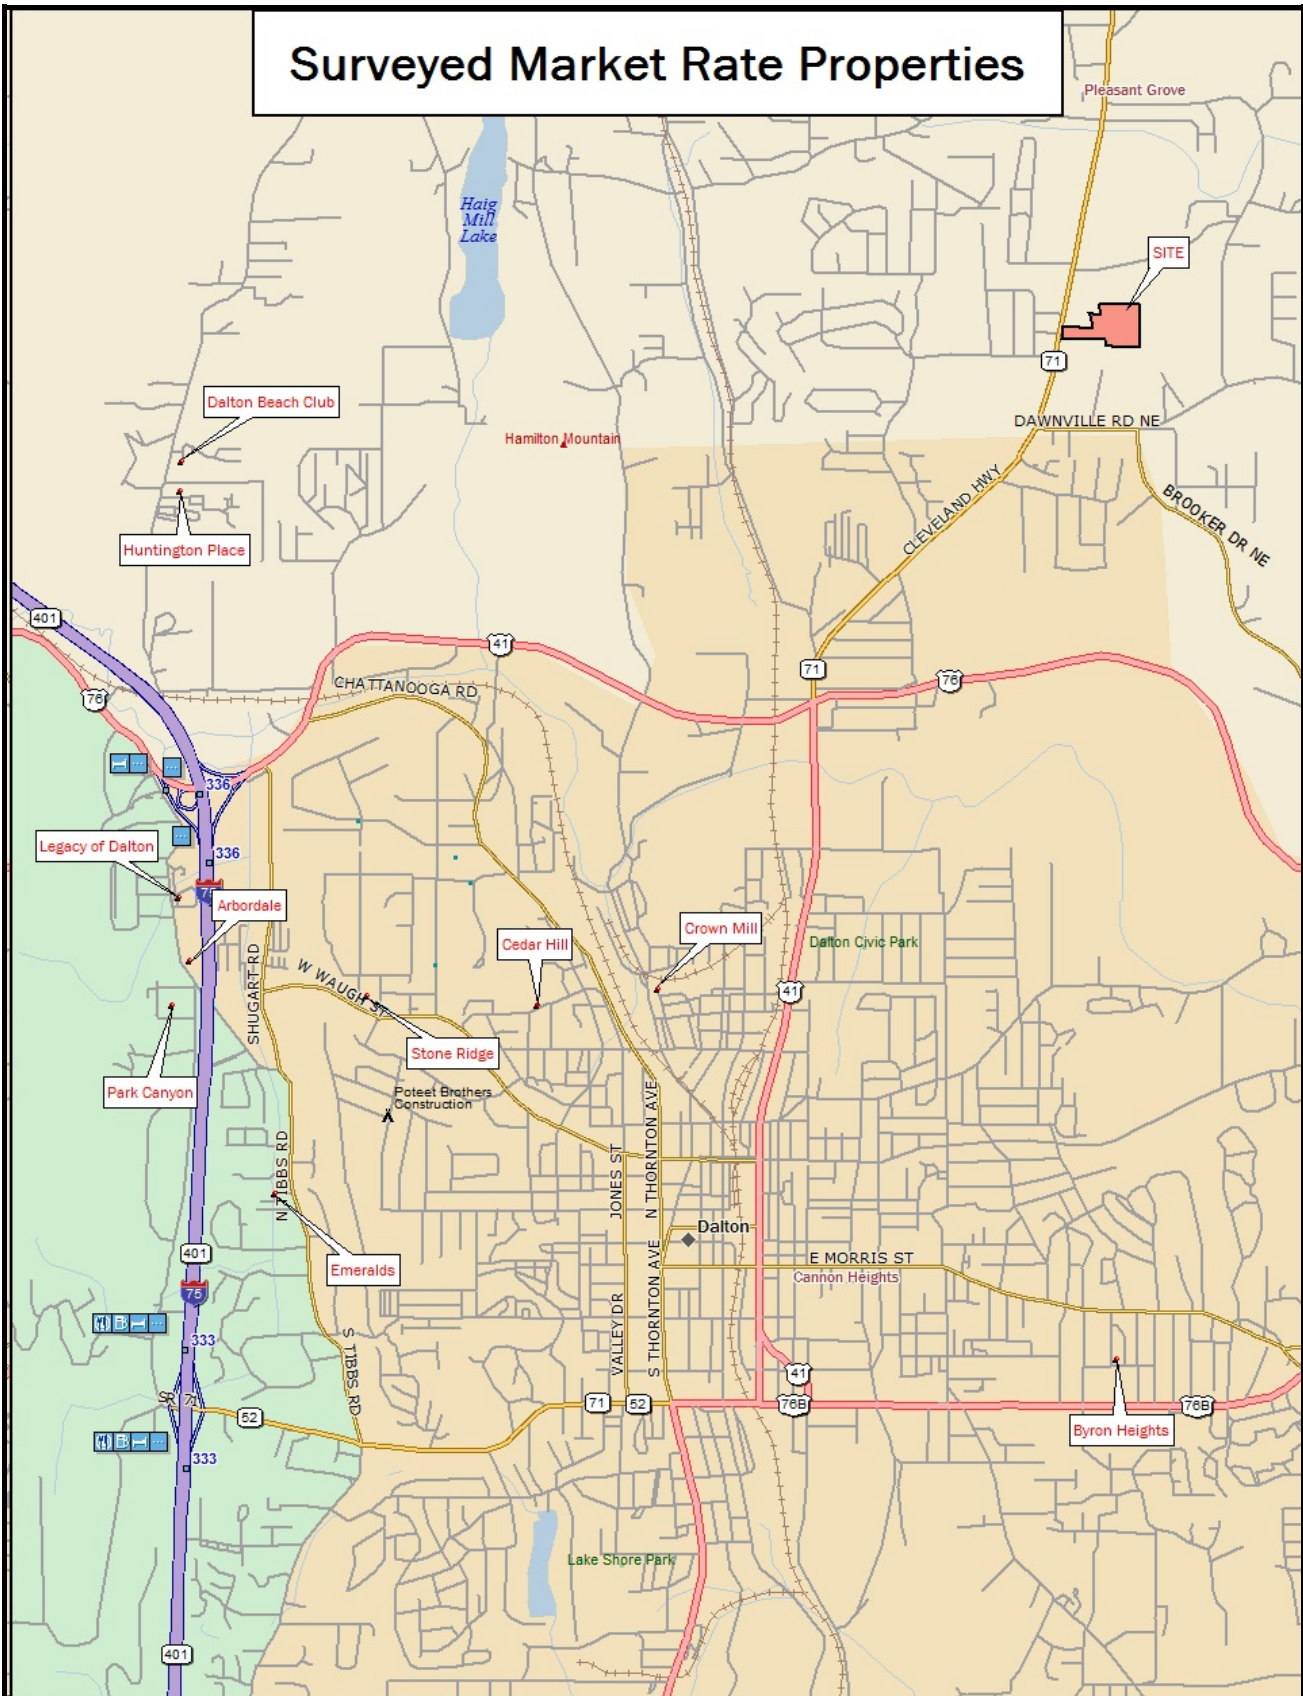 Surveyed Market Rate Properties
Pleasant Grove
Haig
Mill
Lake
SITE
71
Dalton Beach Club
DAWNVILLE RD NE
Hamilton Mountain
CLEVELAND HWY
BROOKER DR NE
Huntington Place
401
41
71
76
CHATTANOOGA RD
76
336
336
Legacy of Dalton
75
Arbordale
Crown Mill
Cedar Hill
Dalton Civic Park
SHUGART RD
W WAUGH ST
41
Stone Ridge
Park Canyon
Poteet Brothers
Construction
N THORNTON AVE
JONES ST
N TIBBS RD
Dalton
401
E MORRIS ST
Cannon Heights
Emeralds
75
S THORNTON AVE
VALLEY DR
333
S TIBBS RD
41
SR 71
71
52
76B
76B
52
Byron Heights
333
Lake Shore Park
401